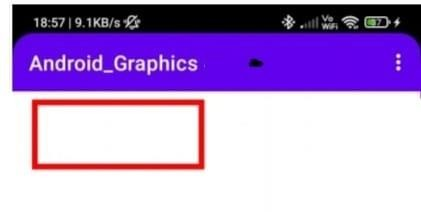 18:57 | 9.1KB/s
Vo
WiFi
Android_Graphics